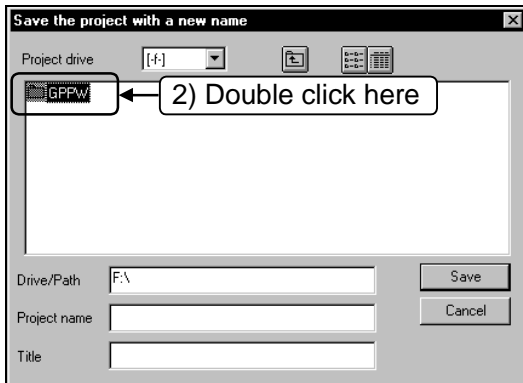 Save the project with a new name
Project drive [-f-]
GPPW
2) Double click here
Drive/Path F:\
Save
Project name
Cancel
Title